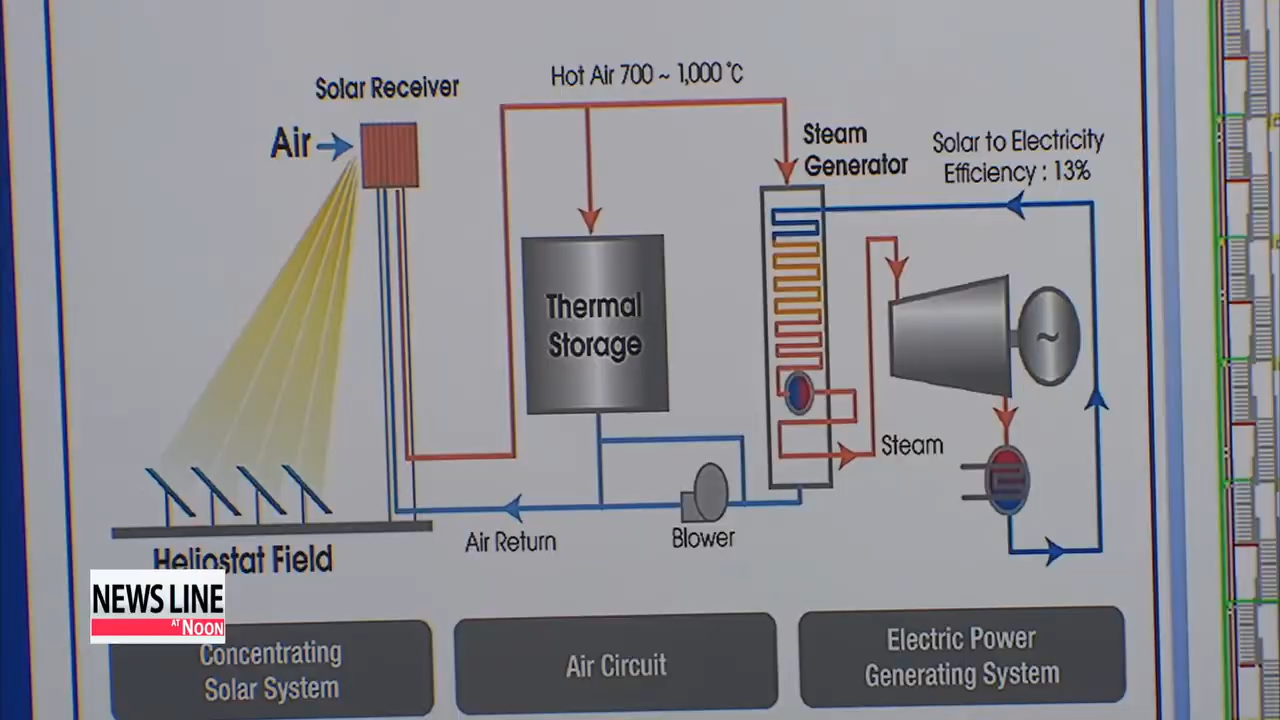 Hot Air 700 ~ 1,000 °C
Solar Receiver
Air
Steam
Generator
Solar to Electricity
Efficiency : 13%
Thermal
Storage
~
Steam
Air Return
Blower
Heliostat Field
NEWS LINE
AT NOON
Concentrating
Solar System
Air Circuit
Electric Power
Generating System